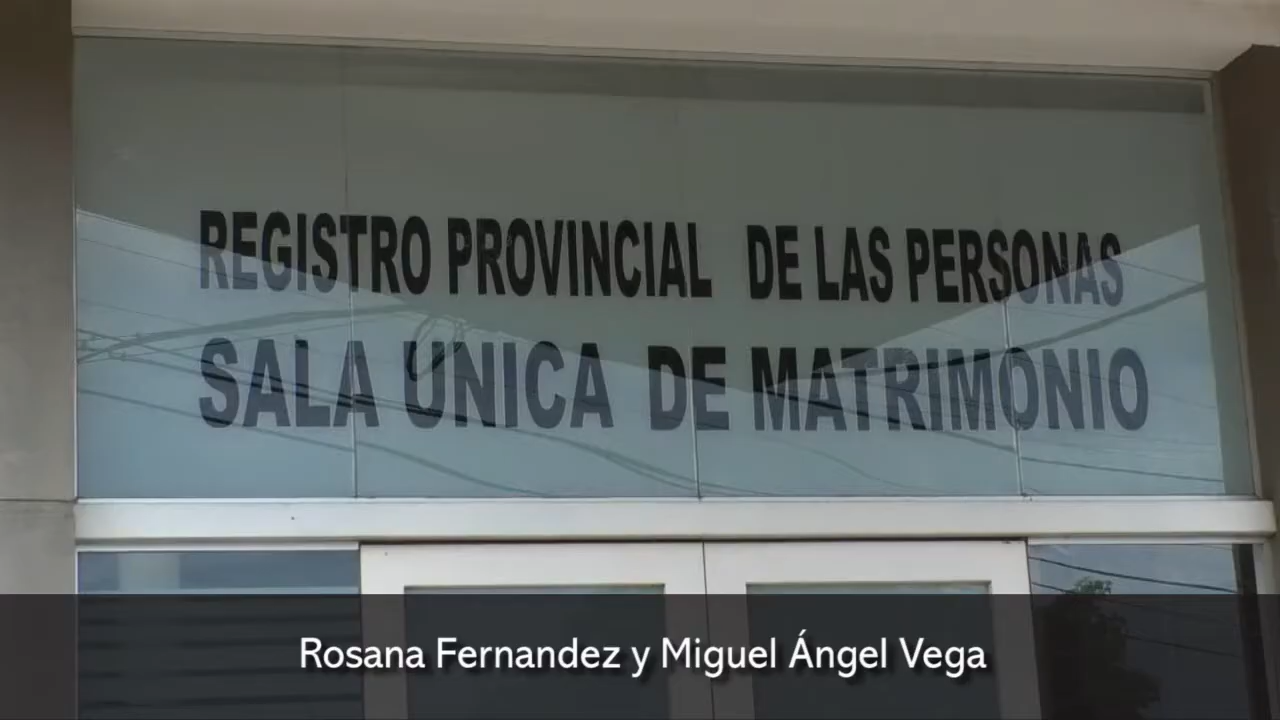 REGISTRO PROVINCIAL DE LAS PERSONAS
SALA UNICA DE MATRIMONIO
Rosana Fernandez y Miguel Ángel Vega